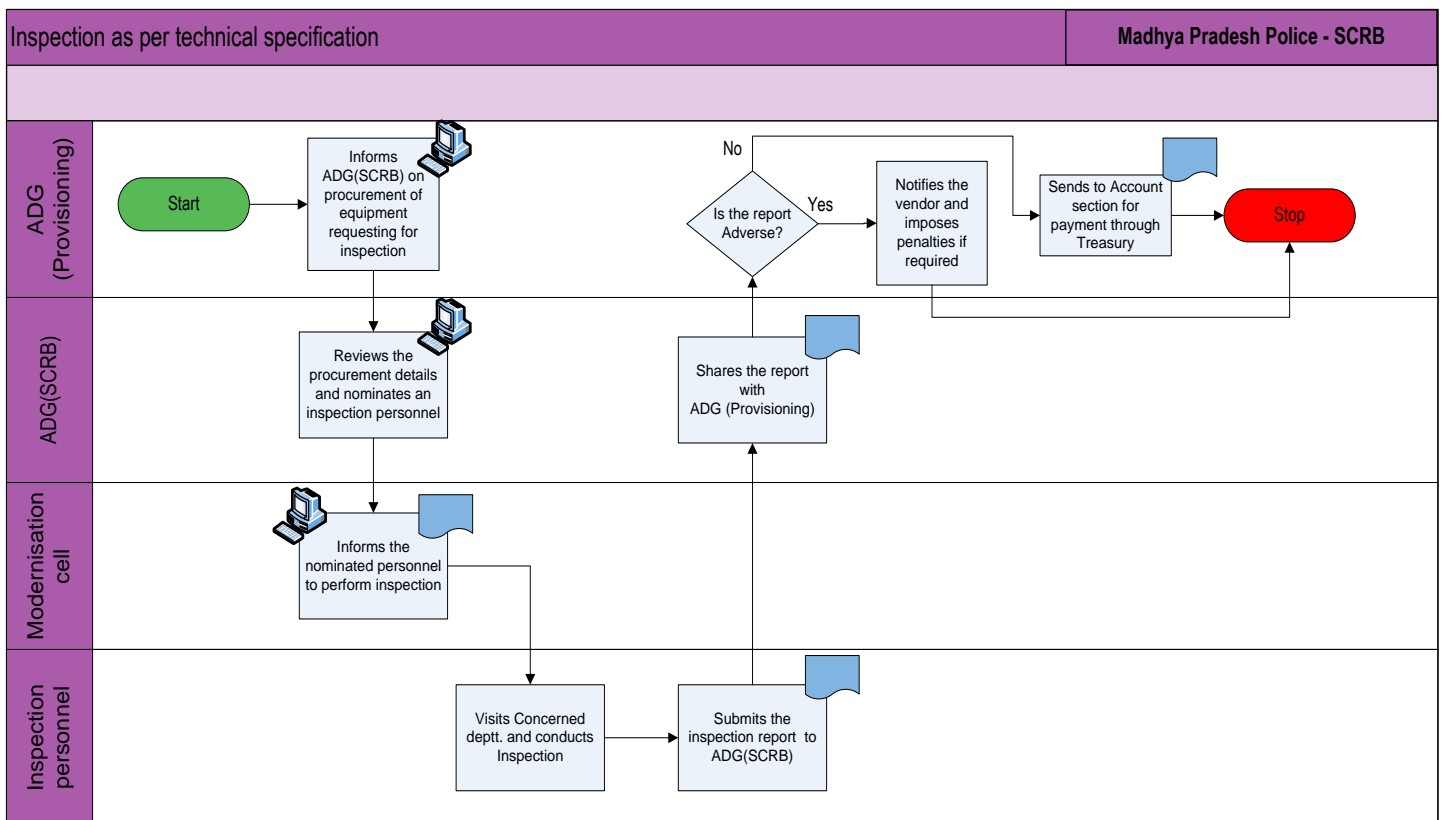 Inspection as per technical specification
Madhya Pradesh Police - SCRB
ADG
(Provisioning)
Start
Informs
ADG(SCRB) on
procurement of
equipment
requesting for
inspection
No
Is the report
Adverse?
Yes
Notifies the
vendor and
imposes
penalties if
required
Sends to Account
section for
payment through
Treasury
Stop
ADG(SCRB)
Reviews the
procurement details
and nominates an
inspection personnel
Shares the report
with
ADG (Provisioning)
Modernisation
cell
Informs the
nominated personnel
to perform inspection
Inspection
personnel
Visits Concerned
deptt. and conducts
Inspection
Submits the
inspection report to
ADG(SCRB)